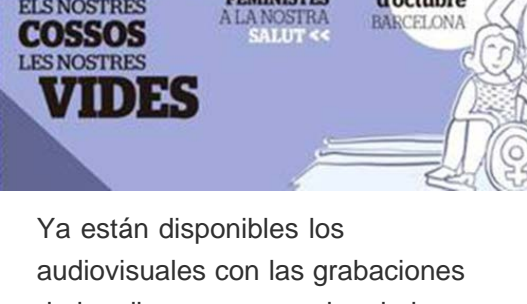 ELS NOSTRES
COSSOS
LES NOSTRES
VIDES
FEMINISTES
A LA NOSTRA
SALUT <<
d'octubre
BARCELONA
Ya están disponibles los
audiovisuales con las grabaciones